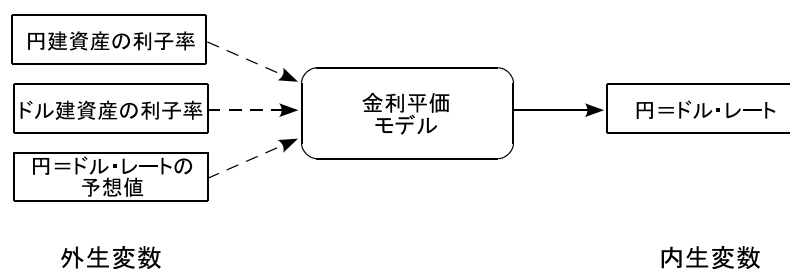 円建資産の利子率
ドル建資産の利子率
円＝ドル・レートの
予想値
金利平価
モデル
円＝ドル・レート
外生変数
内生変数